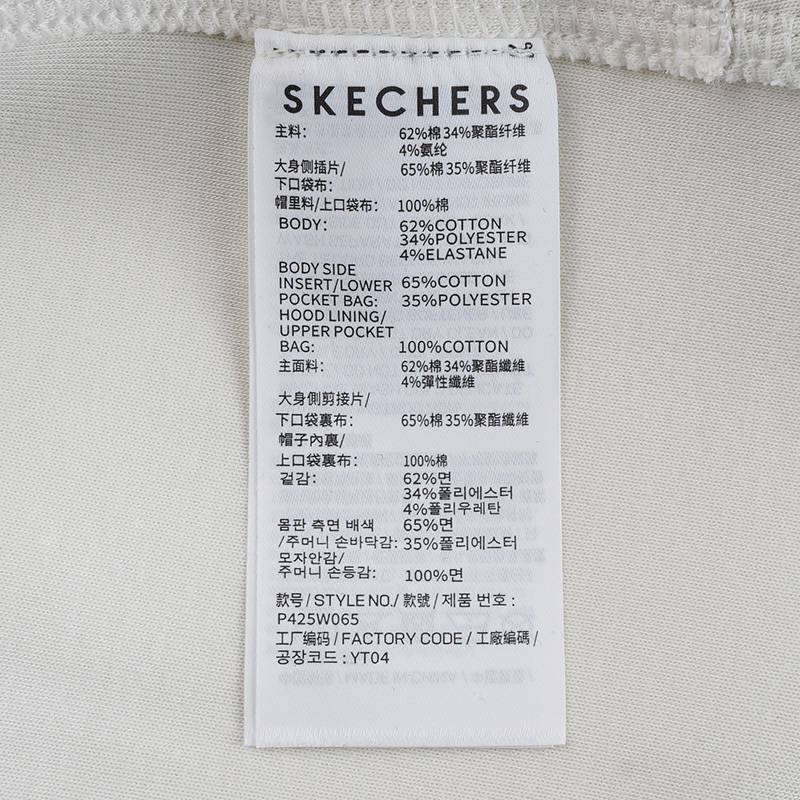 SKECHERS
主料: 62%棉34%聚酯纤维
4%氨纶
大身侧插片/ 65%棉35%聚酯纤维
下口袋布:
帽里料/上口袋布: 100%棉
BODY: 62%COTTON
34%POLYESTER
4%ELASTANE
BODY SIDE
INSERT/LOWER 65%COTTON
POCKET BAG: 35%POLYESTER
HOOD LINING/
UPPER POCKET
BAG: 100%COTTON
主面料: 62%棉34%聚酯纖維
4%彈性纖維
大身側剪接片/
下口袋裏布: 65%棉35%聚酯纖維
帽子內裏/
上口袋裏布: 100%棉
겉감: 62%면
34%폴리에스터
4%폴리우레탄
몸판 측면 배색 65%면
/주머니 손바닥감: 35%폴리에스터
모자안감/
주머니 손등감: 100%면
款号/ STYLE NO./ 款號/ 제품 번호 :
P425W065
工厂编码 / FACTORY CODE / 工廠編碼 /
공장코드 : YT04